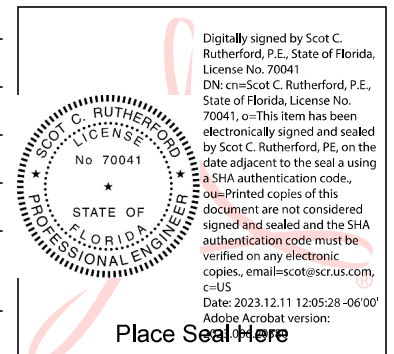 SCOT C. RUTHERFORD
LICENSE
No 70041
STATE OF
FLORIDA
PROFESSIONAL ENGINEER
Digitally signed by Scot C.
Rutherford, P.E., State of Florida,
License No. 70041
DN: cn=Scot C. Rutherford, P.E.,
State of Florida, License No.
70041, o=This item has been
electronically signed and sealed
by Scot C. Rutherford, PE, on the
date adjacent to the seal a using
a SHA authentication code.,
ou=Printed copies of this
document are not considered
signed and sealed and the SHA
authentication code must be
verified on any electronic
copies., email=scot@scr.us.com,
c=US
Date: 2023.12.11 12:05:28 -06'00'
Adobe Acrobat version:
Place Seal Here